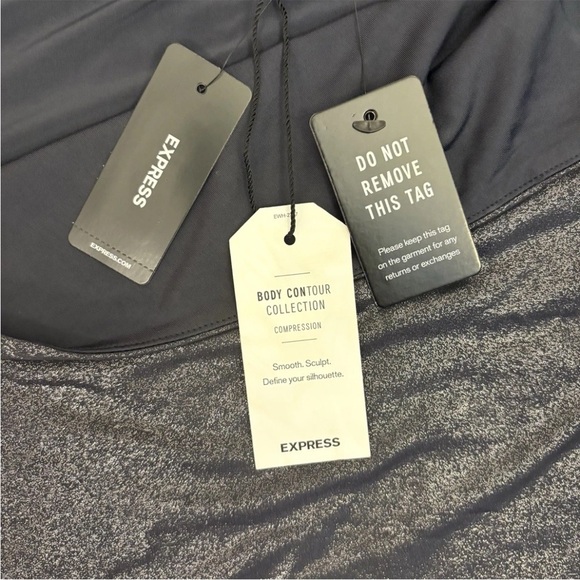 EXPRESS
EXPRESS.COM
BODY CONTOUR
COLLECTION
COMPRESSION
Smooth. Sculpt.
Define your silhouette.
EXPRESS
DO NOT
REMOVE
THIS TAG
Please keep this tag
on the garment for any
returns or exchanges